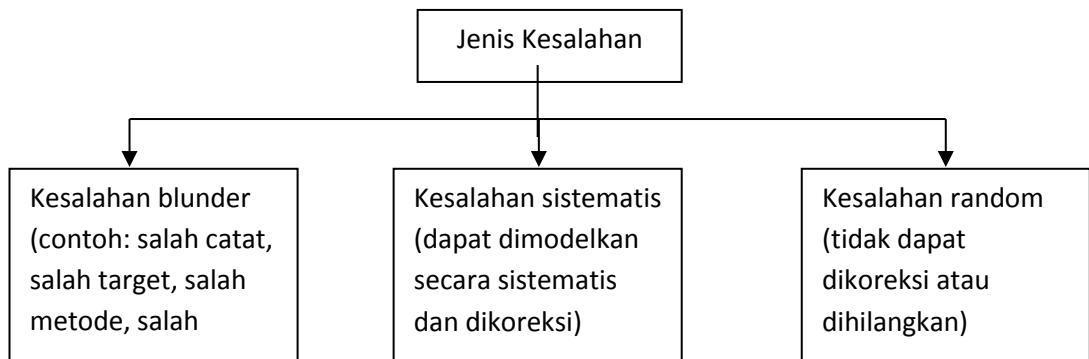 Jenis Kesalahan
Kesalahan blunder
(contoh: salah catat,
salah target, salah
metode, salah
Kesalahan sistematis
(dapat dimodelkan
secara sistematis
dan dikoreksi)
Kesalahan random
(tidak dapat
dikoreksi atau
dihilangkan)